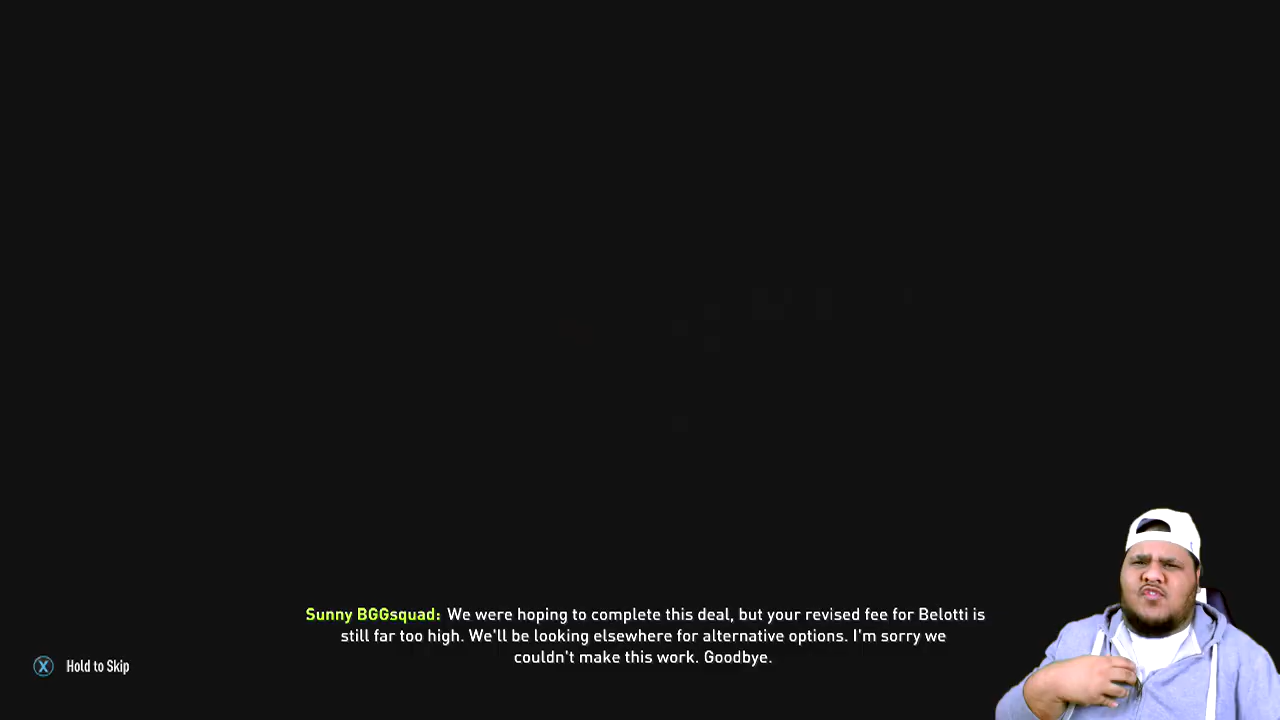 Sunny BGGsquad: We were hoping to complete this deal, but your revised fee for Belotti is
still far too high. We'll be looking elsewhere for alternative options. I'm sorry we
couldn't make this work. Goodbye.
X Hold to Skip